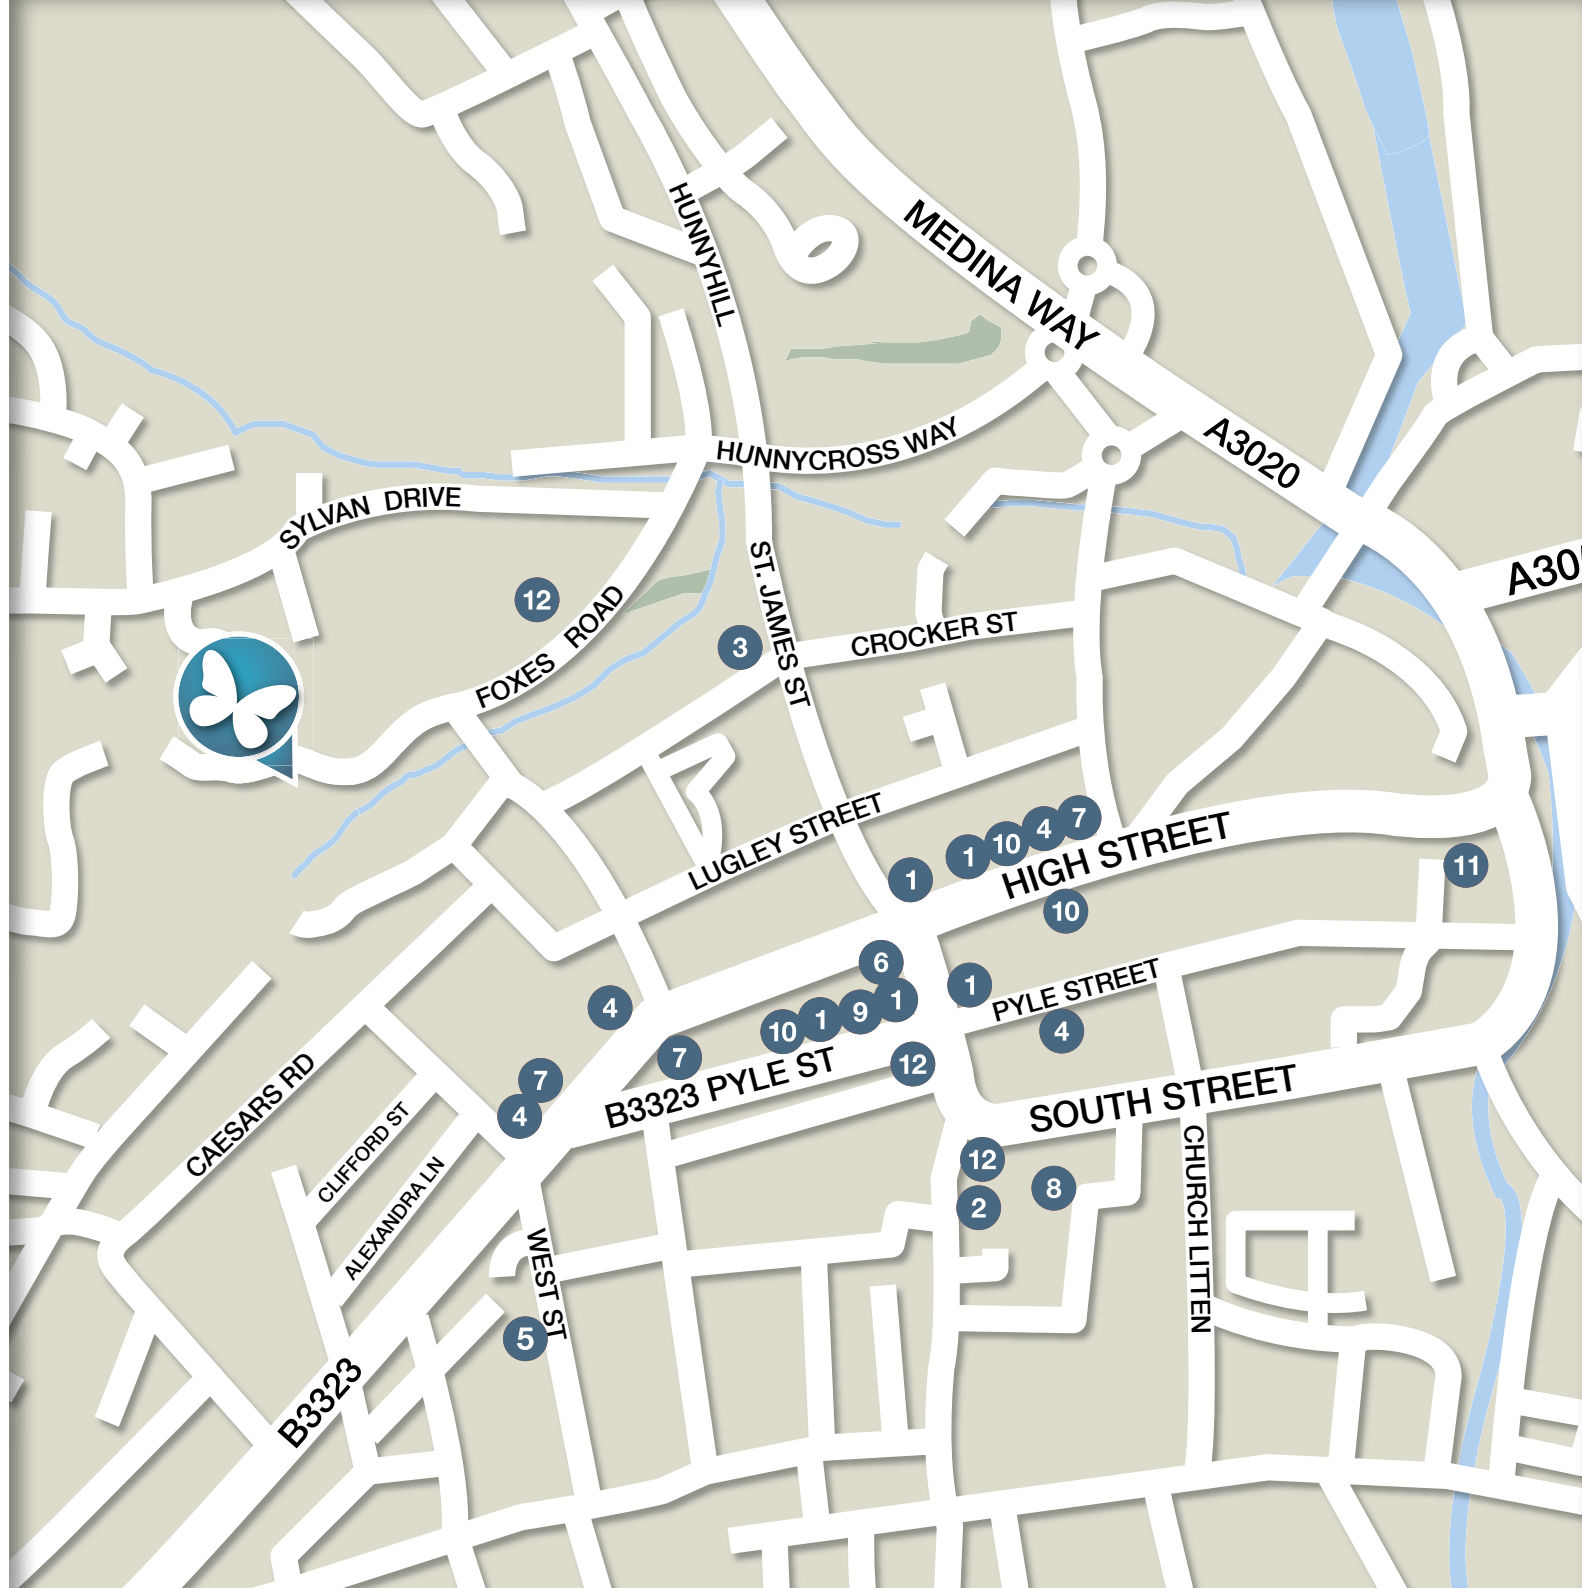 HUNNYHILL
MEDINA WAY
HUNNYCROSS WAY
A3020
SYLVAN DRIVE
A30
ST. JAMES ST
12
FOXES ROAD
3
CROCKER ST
LUGLEY STREET
1
1
10
4
7
HIGH STREET
10
11
6
1
PYLE STREET
4
4
10
1
9
1
7
12
B3323 PYLE ST
7
4
SOUTH STREET
CAESARS RD
CLIFFORD ST
ALEXANDRA LN
12
2
8
CHURCH LITTEN
WEST ST
5
B3323